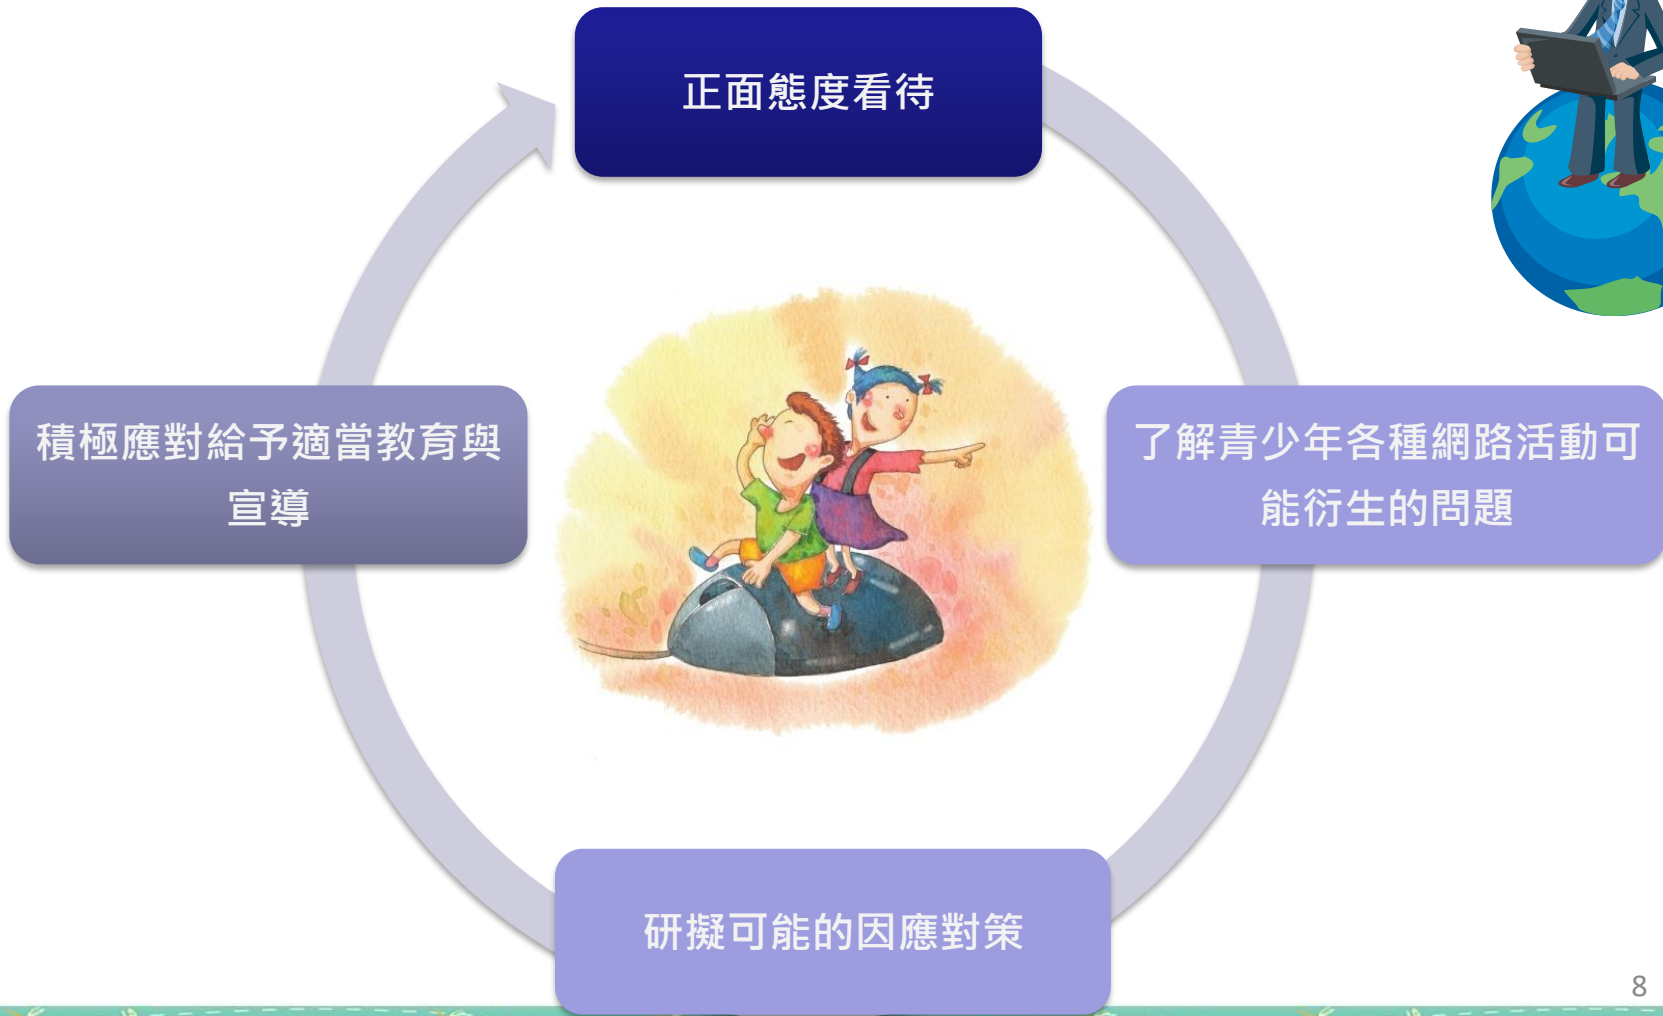 正面態度看待
了解青少年各種網路活動可
能衍生的問題
研擬可能的因應對策
積極應對給予適當教育與
宣導
8